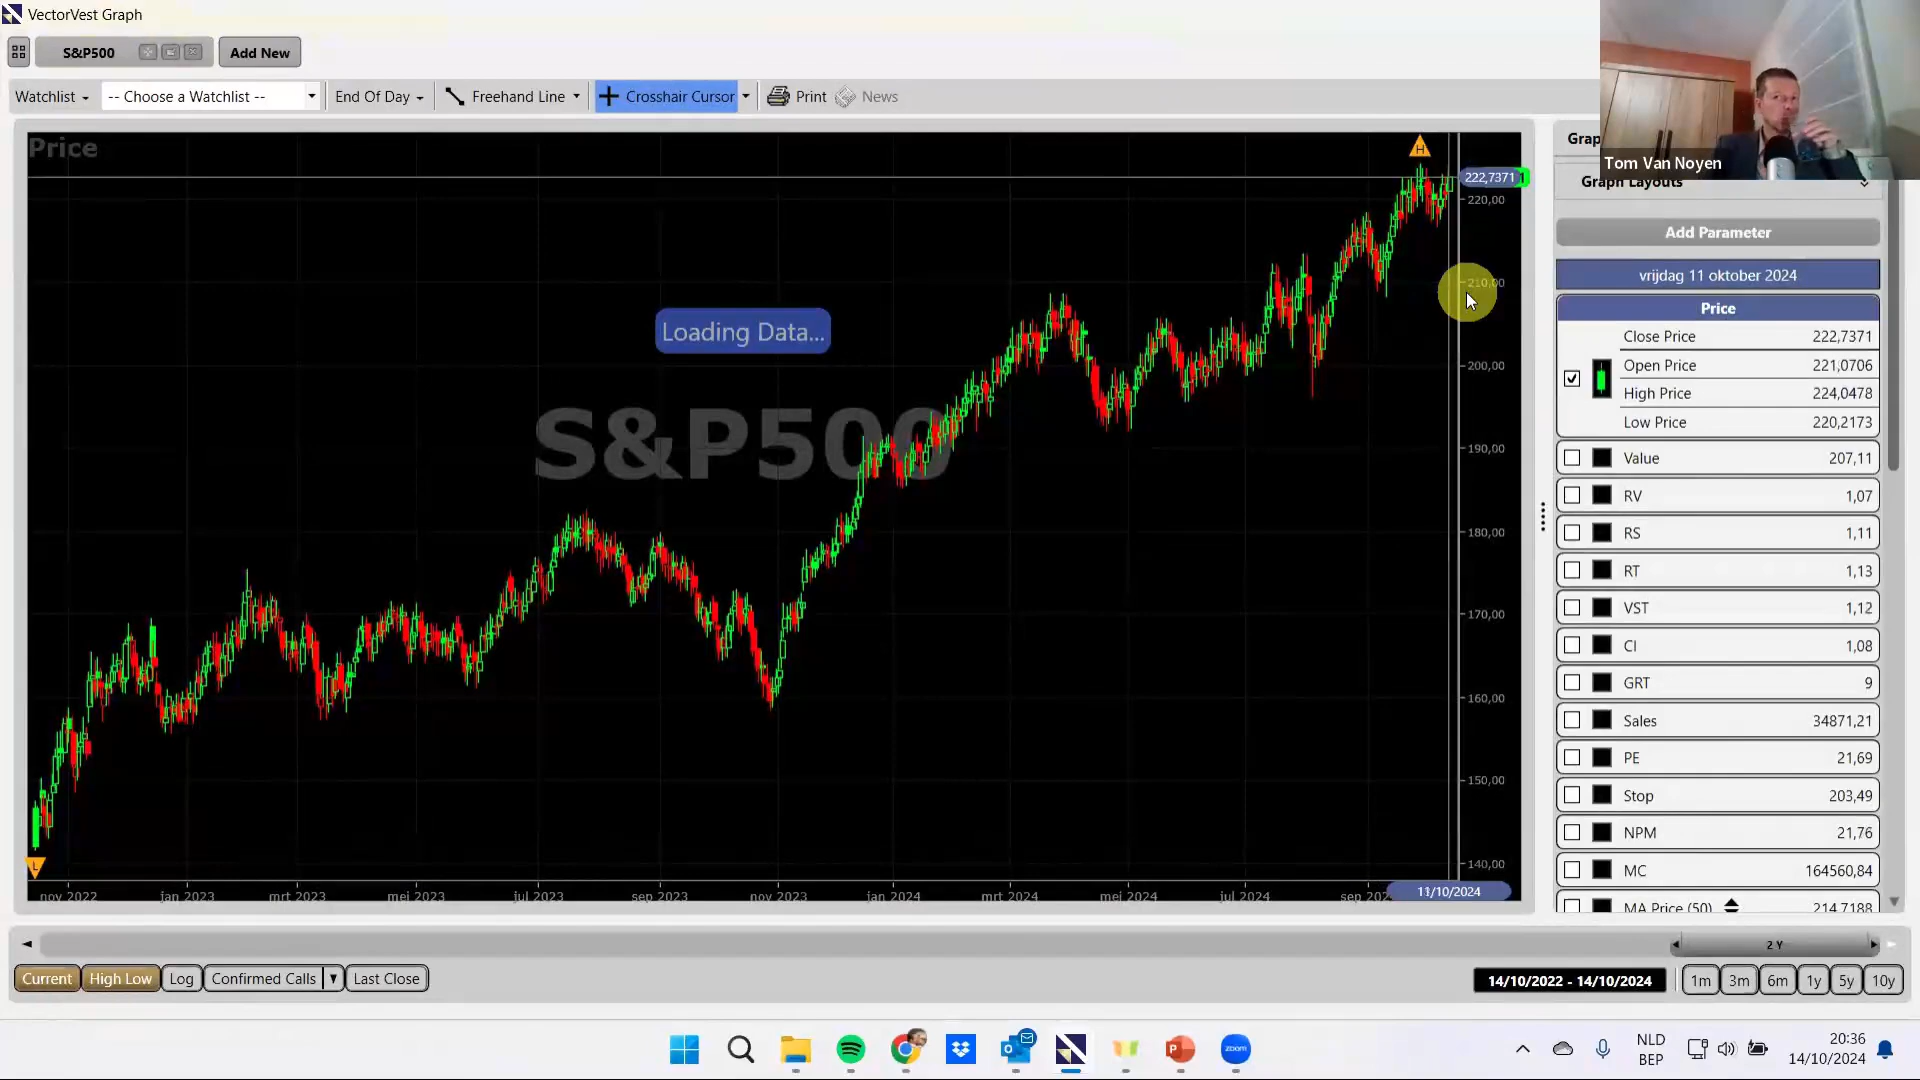 VectorVest Graph
S&P500
Add New
Watchlist
-- Choose a Watchlist --
End Of Day
Freehand Line
Crosshair Cursor
Print
News
Tom Van Noyen
Price
H
222,7371
220,00
210,00
200,00
190,00
180,00
170,00
160,00
150,00
140,00
Loading Data...
S&P500
L
nov 2022
jan 2023
mrt 2023
mei 2023
jul 2023
sep 2023
nov 2023
jan 2024
mrt 2024
mei 2024
jul 2024
11/10/2024
Graph Layouts
Add Parameter
vrijdag 11 oktober 2024
Price
Close Price 222,7371
Open Price 221,0706
High Price 224,0478
Low Price 220,2173
Value 207,11
RV 1,07
RS 1,11
RT 1,13
VST 1,12
CI 1,08
GRT 9
Sales 34871,21
PE 21,69
Stop 203,49
NPM 21,76
MC 164560,84
MA Price (50) 214,7188
2 Y
Current
High Low
Log
Confirmed Calls
Last Close
14/10/2022 - 14/10/2024
1m
3m
6m
1y
5y
10y
zoom
NLD
BEP
20:36
14/10/2024